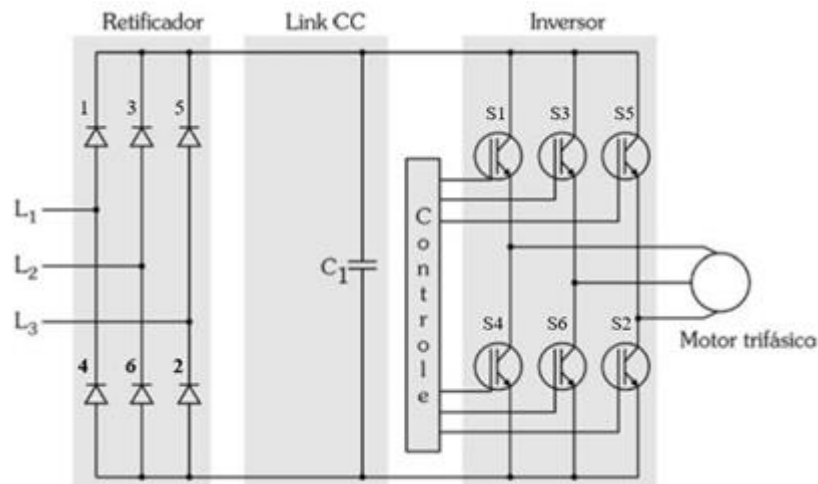 Retificador Link CC Inversor
1 3 5
S1 S3 S5
L1
L2
L3
C1
Controle
4 6 2
S4 S6 S2
Motor trifásico